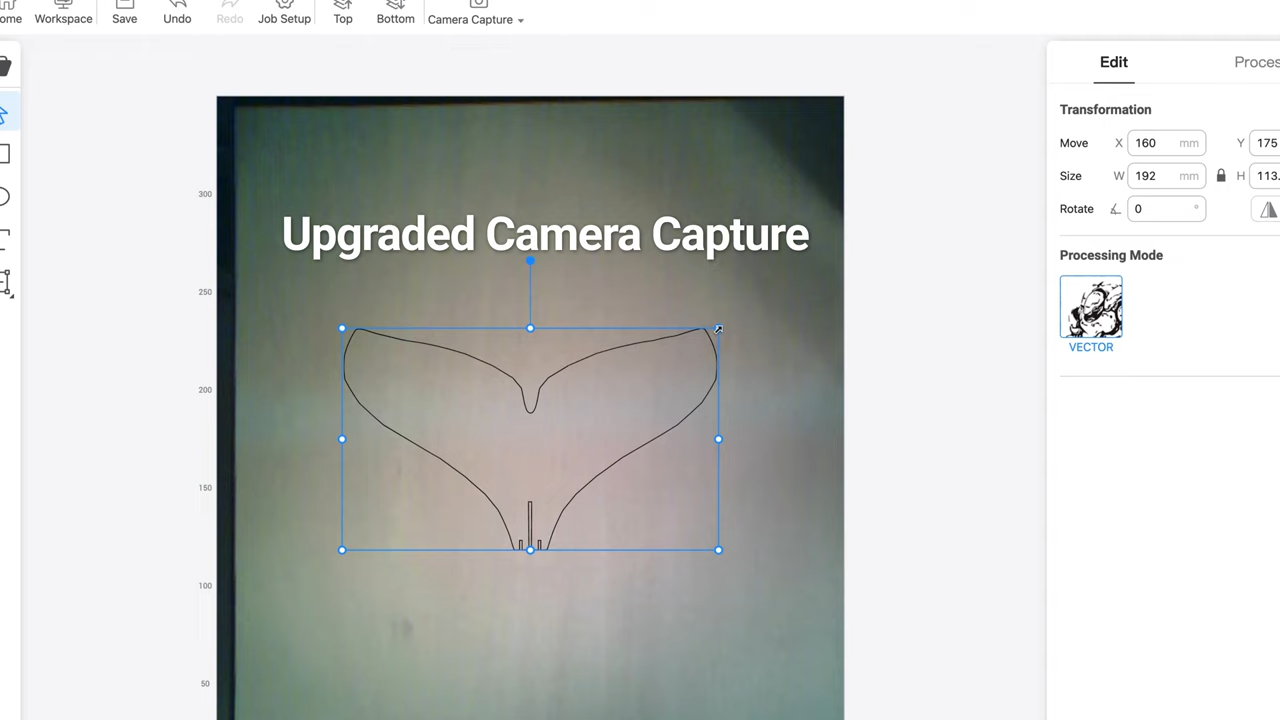 ome Workspace Save Undo Redo Job Setup Top Bottom Camera Capture
Edit Proces
Transformation
Move X 160 mm Y 175
Size W 192 mm H 113.
Rotate 0 °
Processing Mode
VECTOR
300
Upgraded Camera Capture
250
200
150
100
50